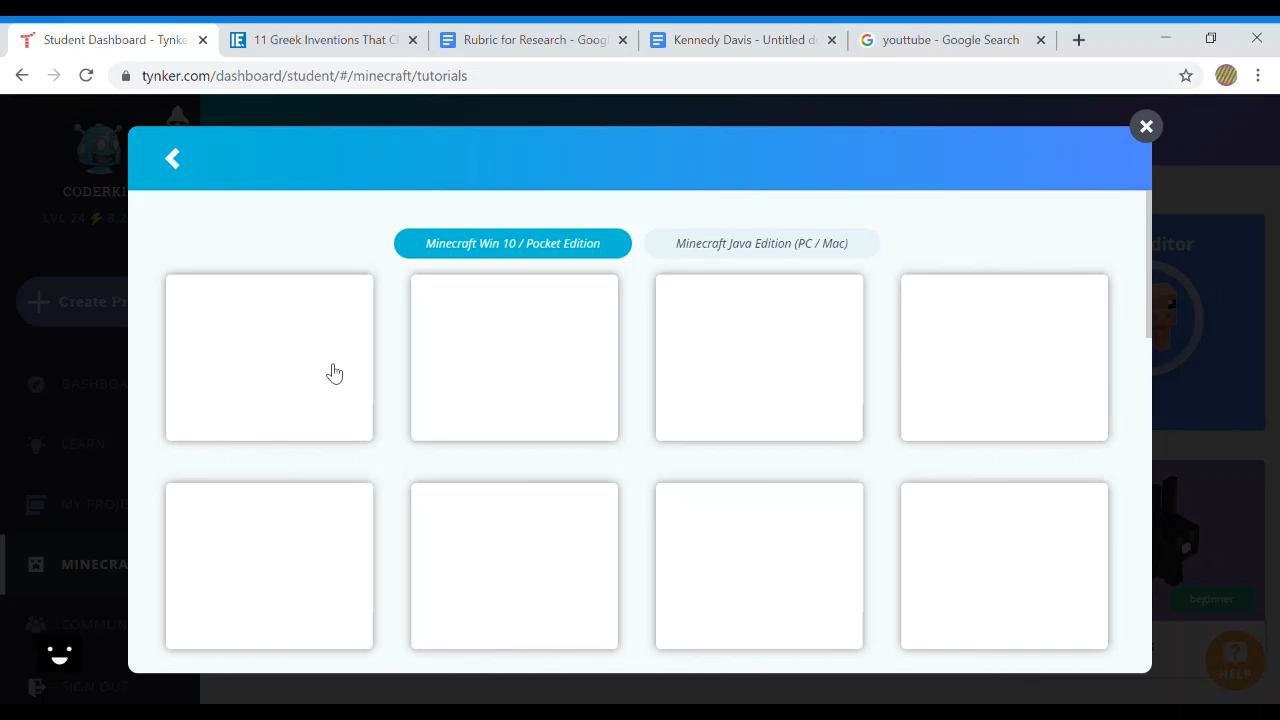 Student Dashboard - Tynke
11 Greek Inventions That C
Rubric for Research - Goog
Kennedy Davis - Untitled d
youttube - Google Search
tynker.com/dashboard/student/#/minecraft/tutorials
CODERKI
LVL 24 8,2
Create Pr
DASHBOA
LEARN
MY PROJE
MINECRA
COMMUN
SIGN OUT
Minecraft Win 10 / Pocket Edition
Minecraft Java Edition (PC / Mac)
ditor
beginner
HELP